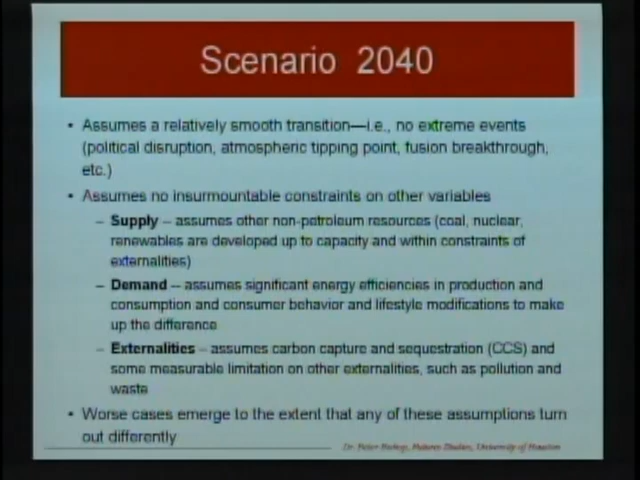 Scenario 2040
• Assumes a relatively smooth transition—i.e., no extreme events
(political disruption, atmospheric tipping point, fusion breakthrough,
etc.)
• Assumes no insurmountable constraints on other variables
– Supply – assumes other non-petroleum resources (coal, nuclear,
renewables are developed up to capacity and within constraints of
externalities)
– Demand – assumes significant energy efficiencies in production and
consumption and consumer behavior and lifestyle modifications to make
up the difference
– Externalities – assumes carbon capture and sequestration (CCS) and
some measurable limitation on other externalities, such as pollution and
waste
• Worse cases emerge to the extent that any of these assumptions turn
out differently
Dr. Peter Bishop, Futures Studies, University of Houston